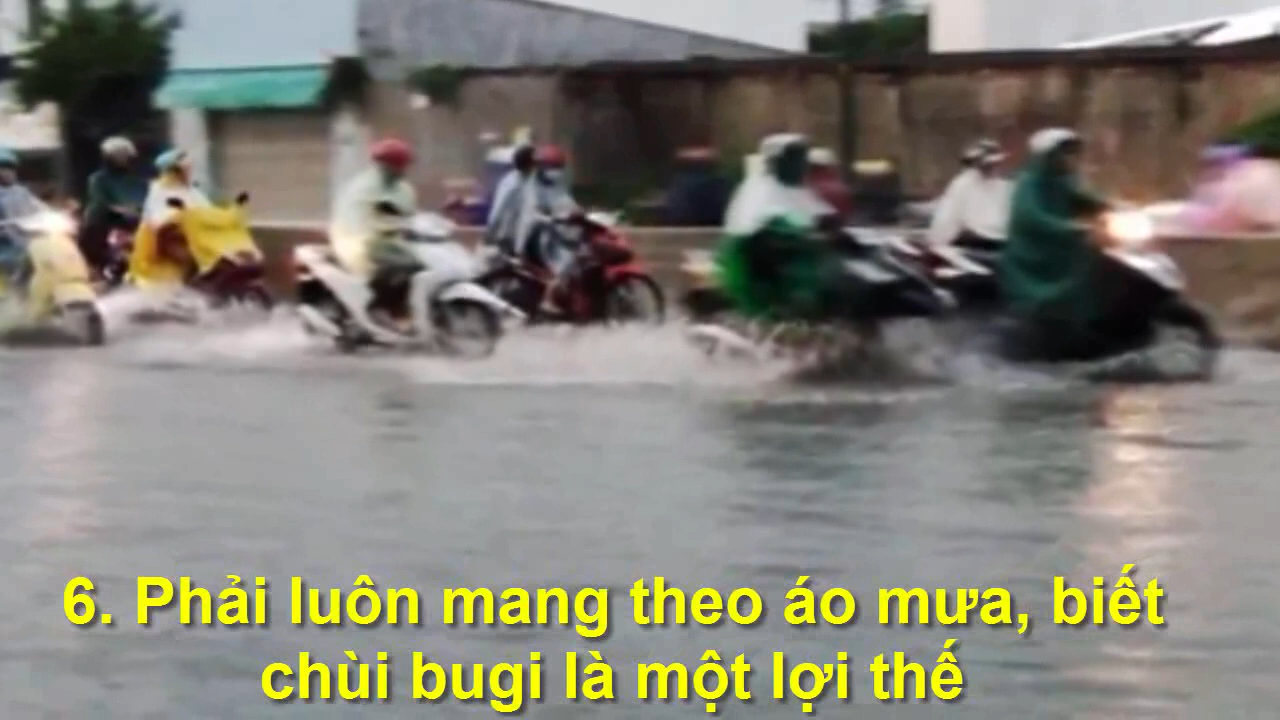 6. Phải luôn mang theo áo mưa, biết
chùi bugi là một lợi thế